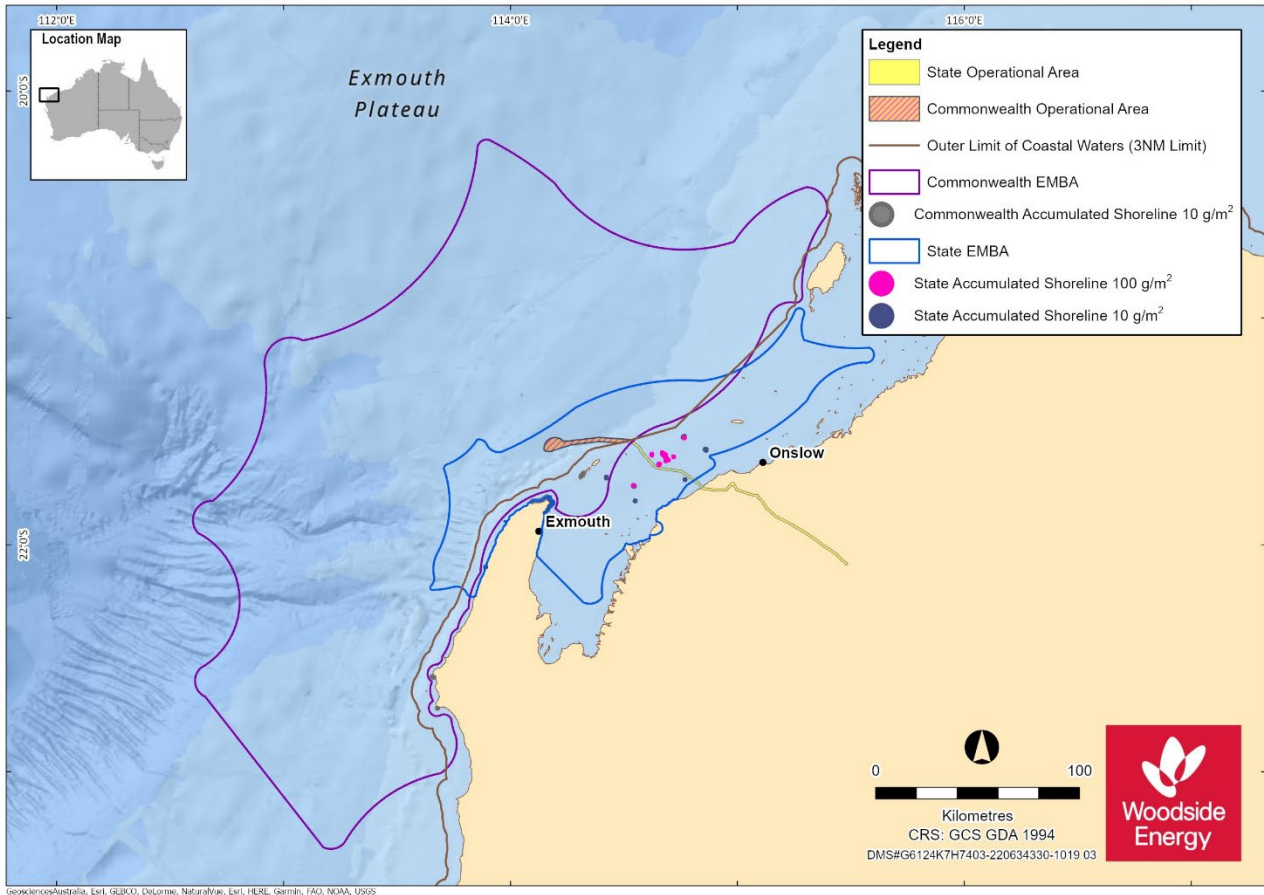 112°0'E
114°0'E
116°0'E
Location Map
20°0'S
Exmouth
Plateau
Legend
State Operational Area
Commonwealth Operational Area
Outer Limit of Coastal Waters (3NM Limit)
Commonwealth EMBA
Commonwealth Accumulated Shoreline 10 g/m²
State EMBA
State Accumulated Shoreline 100 g/m²
State Accumulated Shoreline 10 g/m²
Onslow
Exmouth
22°0'S
0
100
Kilometres
CRS: GCS GDA 1994
DMS#G6124K7H7403-220634330-1019 03
Woodside
Energy
GeosciencesAustralia, Esri, GEBCO, DeLorme, NaturalVue, Esri, HERE, Garmin, FAO, NOAA, USGS